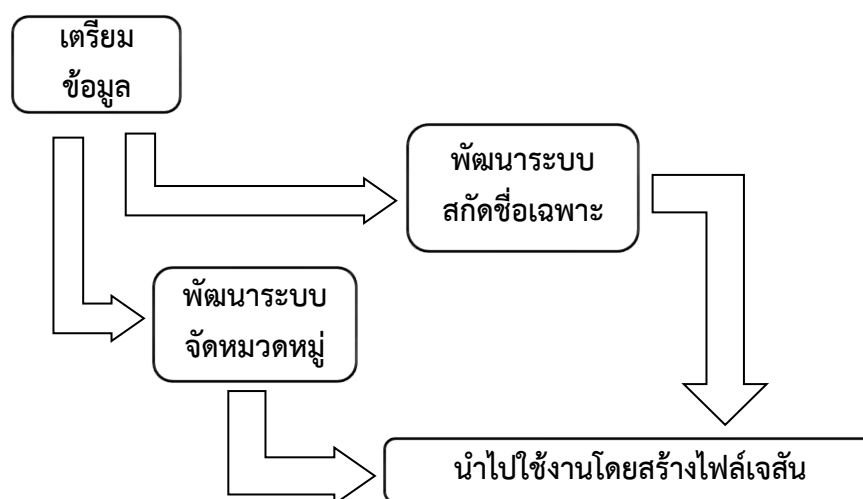 เตรียม
ข้อมูล
พัฒนาระบบ
สกัดชื่อเฉพาะ
พัฒนาระบบ
จัดหมวดหมู่
นำไปใช้งานโดยสร้างไฟล์เจสัน